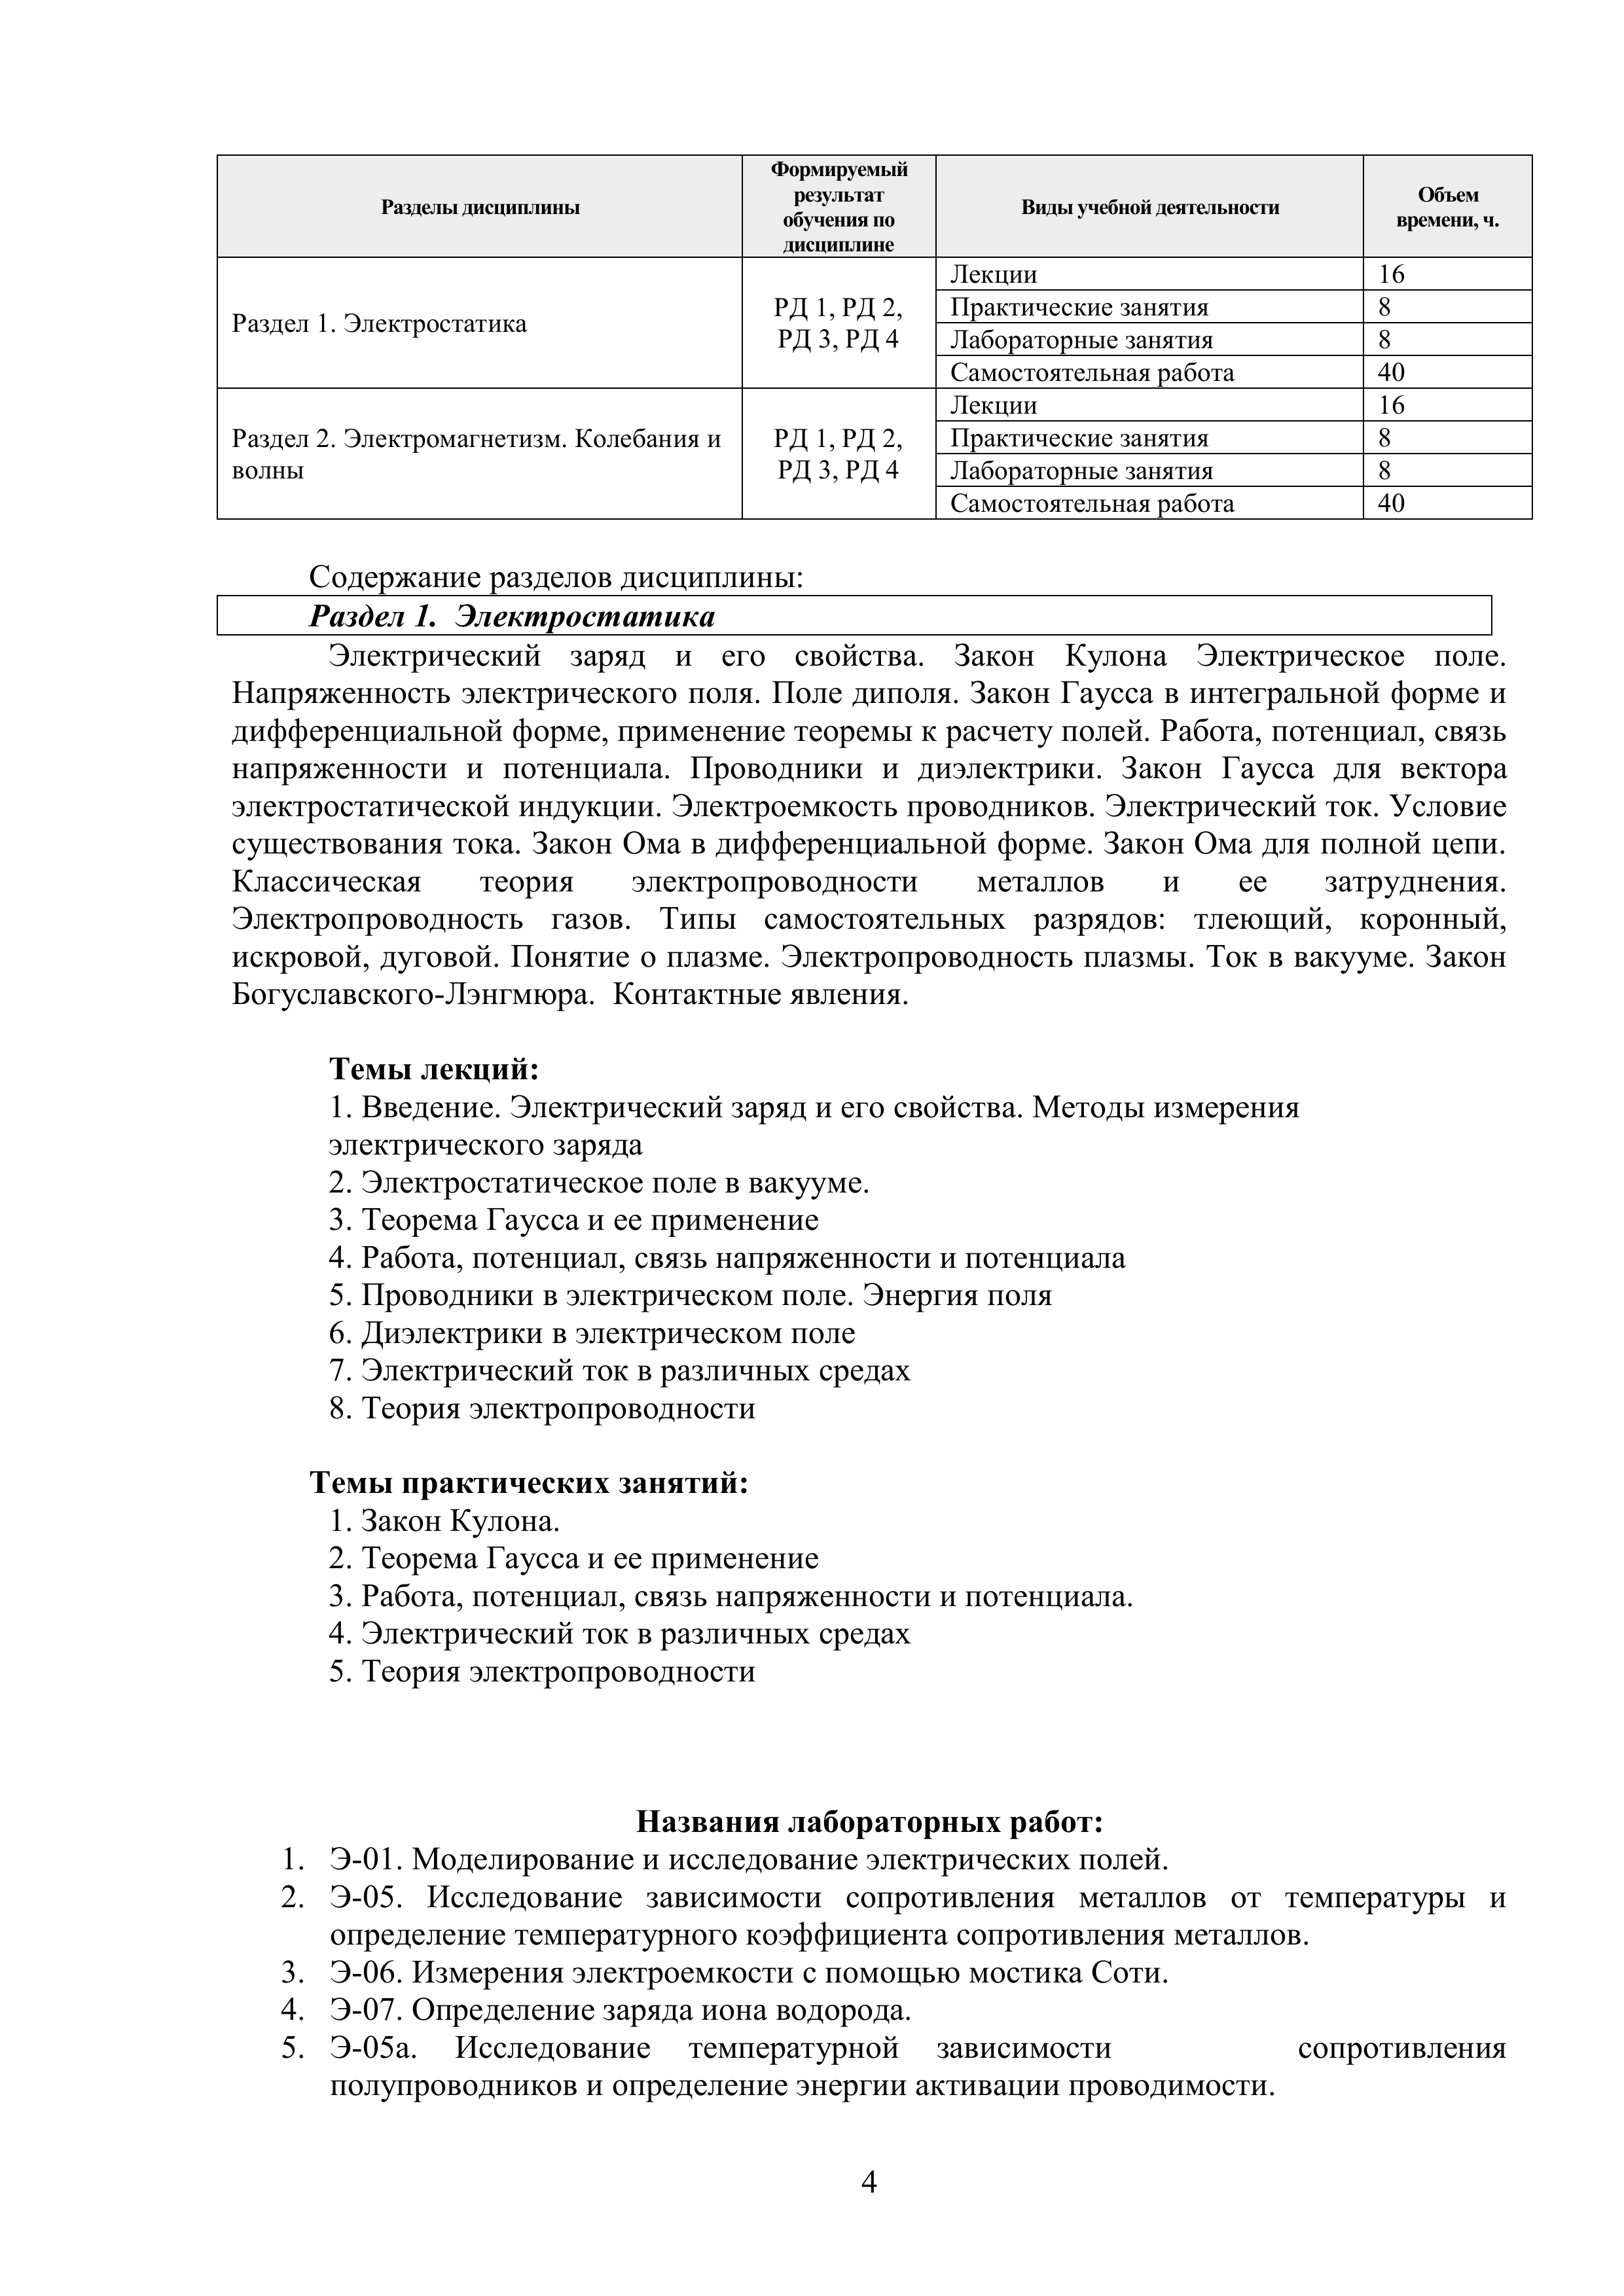 Разделы дисциплины
Формируемый
результат
обучения по
дисциплине
Виды учебной деятельности
Объем
времени, ч.
Раздел 1. Электростатика
РД 1, РД 2,
РД 3, РД 4
Лекции 16
Практические занятия 8
Лабораторные занятия 8
Самостоятельная работа 40
Раздел 2. Электромагнетизм. Колебания и
волны
РД 1, РД 2,
РД 3, РД 4
Лекции 16
Практические занятия 8
Лабораторные занятия 8
Самостоятельная работа 40
Содержание разделов дисциплины:
Раздел 1. Электростатика
Электрический заряд и его свойства. Закон Кулона Электрическое поле.
Напряженность электрического поля. Поле диполя. Закон Гаусса в интегральной форме и
дифференциальной форме, применение теоремы к расчету полей. Работа, потенциал, связь
напряженности и потенциала. Проводники и диэлектрики. Закон Гаусса для вектора
электростатической индукции. Электроемкость проводников. Электрический ток. Условие
существования тока. Закон Ома в дифференциальной форме. Закон Ома для полной цепи.
Классическая теория электропроводности металлов и ее затруднения.
Электропроводность газов. Типы самостоятельных разрядов: тлеющий, коронный,
искровой, дуговой. Понятие о плазме. Электропроводность плазмы. Ток в вакууме. Закон
Богуславского-Лэнгмюра. Контактные явления.
Темы лекций:
1. Введение. Электрический заряд и его свойства. Методы измерения
электрического заряда
2. Электростатическое поле в вакууме.
3. Теорема Гаусса и ее применение
4. Работа, потенциал, связь напряженности и потенциала
5. Проводники в электрическом поле. Энергия поля
6. Диэлектрики в электрическом поле
7. Электрический ток в различных средах
8. Теория электропроводности
Темы практических занятий:
1. Закон Кулона.
2. Теорема Гаусса и ее применение
3. Работа, потенциал, связь напряженности и потенциала.
4. Электрический ток в различных средах
5. Теория электропроводности
Названия лабораторных работ:
1. Э-01. Моделирование и исследование электрических полей.
2. Э-05. Исследование зависимости сопротивления металлов от температуры и
определение температурного коэффициента сопротивления металлов.
3. Э-06. Измерения электроемкости с помощью мостика Соти.
4. Э-07. Определение заряда иона водорода.
5. Э-05а. Исследование температурной зависимости сопротивления
полупроводников и определение энергии активации проводимости.
4